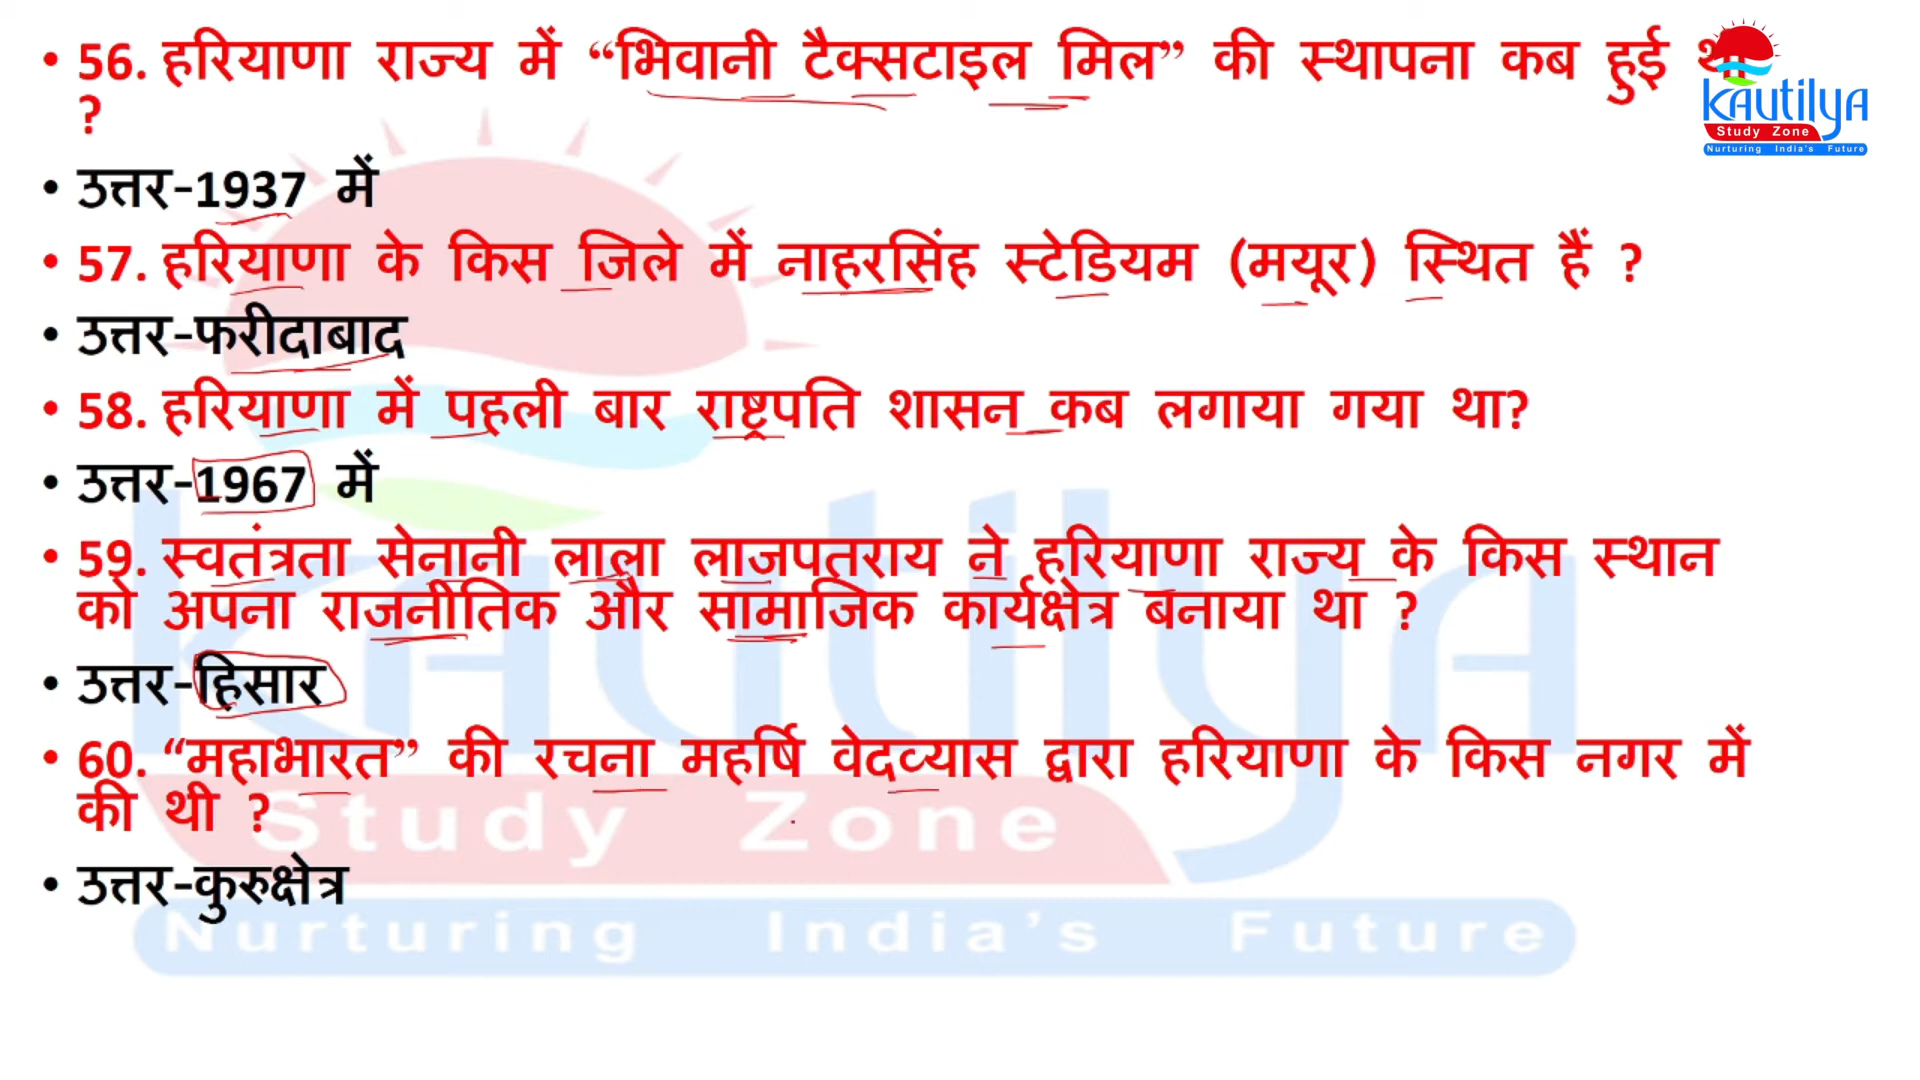 • 56. हरियाणा राज्य में “भिवानी टैक्सटाइल मिल” की स्थापना कब हुई
?
kautilya
Study Zone
Nurturing India's Future
• उत्तर-1937 में
• 57. हरियाणा के किस जिले में नाहरसिंह स्टेडियम (मयूर) स्थित हैं ?
• उत्तर-फरीदाबाद
• 58. हरियाणा में पहली बार राष्ट्रपति शासन कब लगाया गया था?
• उत्तर-1967 में
• 59. स्वतंत्रता सेनानी लाला लाजपतराय ने हरियाणा राज्य के किस स्थान
को अपना राजनीतिक और सामाजिक कार्यक्षेत्र बनाया था ?
• उत्तर-हिसार
• 60. “महाभारत” की रचना महर्षि वेदव्यास द्वारा हरियाणा के किस नगर में
की थी ?
• उत्तर-कुरुक्षेत्र
kautilya
Study Zone
Nurturing India's Future